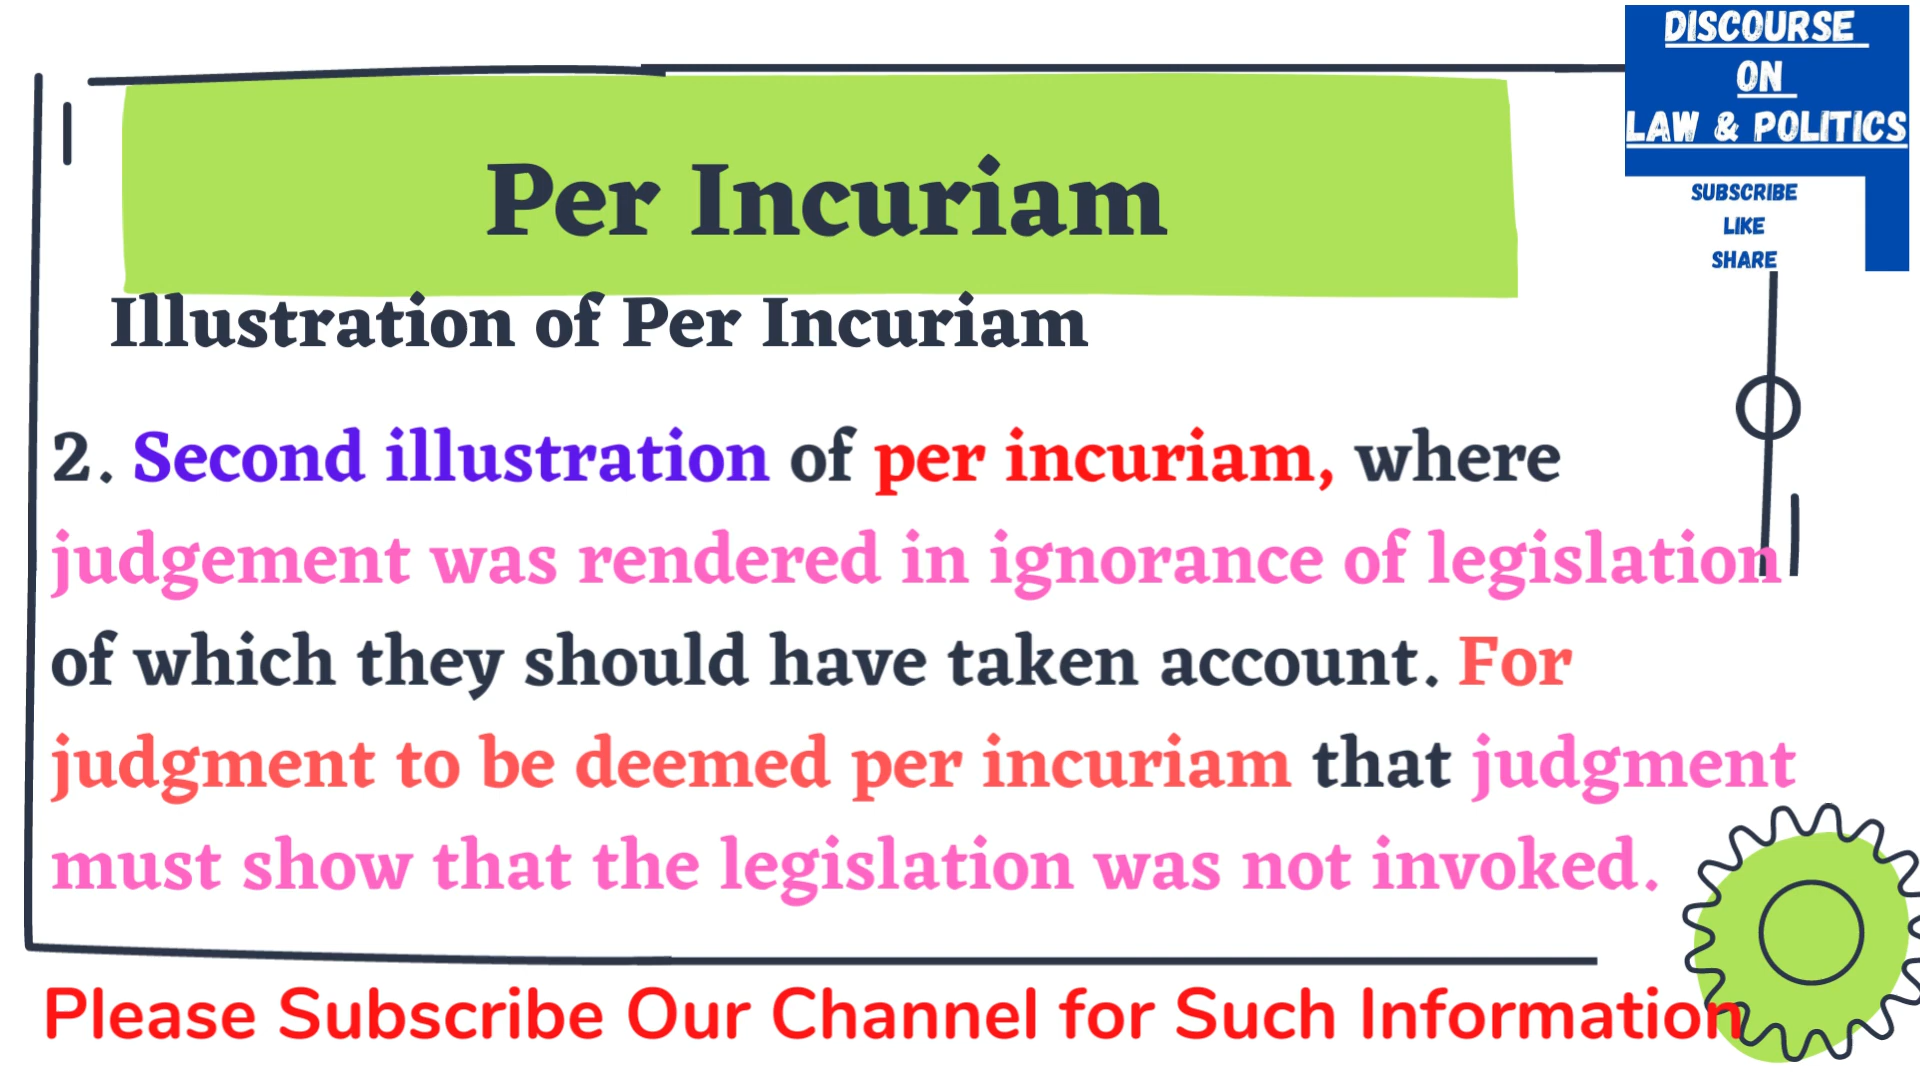 DISCOURSE
ON
LAW & POLITICS
SUBSCRIBE
LIKE
SHARE
Per Incuriam
Illustration of Per Incuriam
2. Second illustration of per incuriam, where
judgement was rendered in ignorance of legislation
of which they should have taken account. For
judgment to be deemed per incuriam that judgment
must show that the legislation was not invoked.
Please Subscribe Our Channel for Such Information